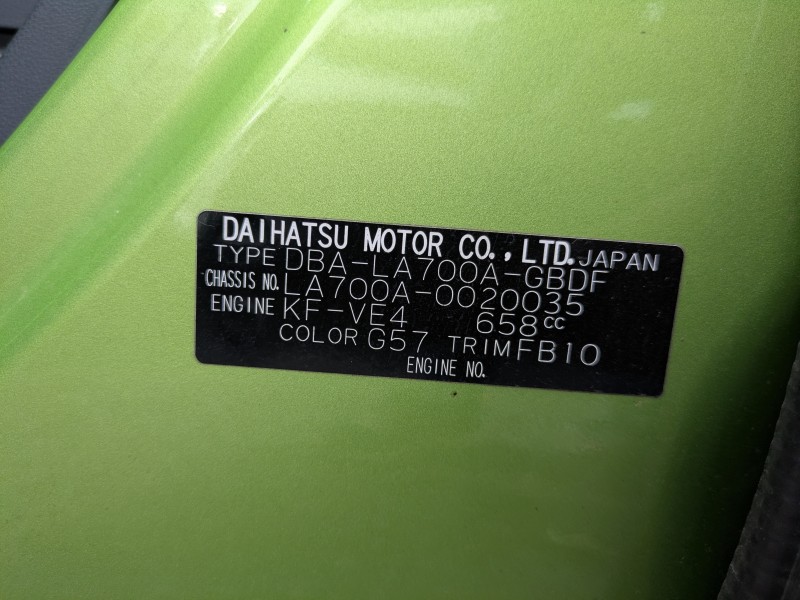 DAIHATSU MOTOR CO., LTD. JAPAN
TYPE DBA-LA700A-GBDF
CHASSIS NO. LA700A-0020035
ENGINE KF-VE4 658cc
COLOR G57 TRIM FB10
ENGINE NO.